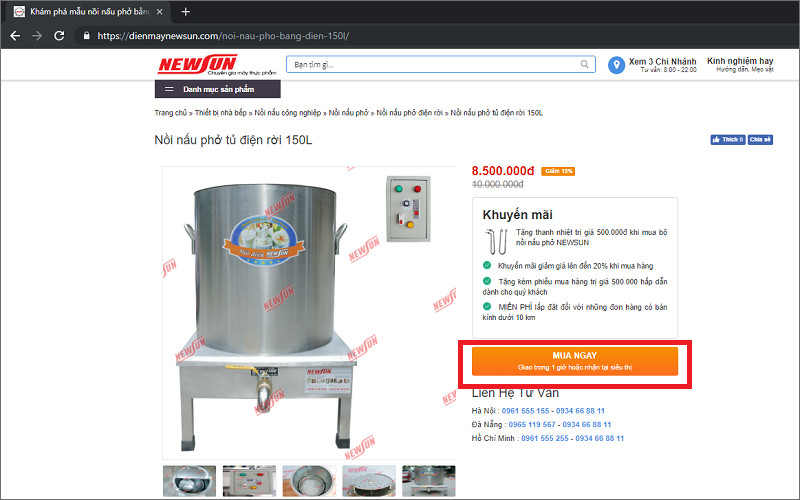 Khám phá mẫu nồi nấu phở bằng
https://dienmaynewsun.com/noi-nau-pho-bang-dien-150l/
NEWSUN
Chuyên gia máy thực phẩm
Bạn tìm gì...
Xem 3 Chi Nhánh
Tư vấn: 8.00 - 22.00
Kinh nghiệm hay
Hướng dẫn, Mẹo vặt
Danh mục sản phẩm
Trang chủ » Thiết bị nhà bếp » Nồi nấu công nghiệp » Nồi nấu phở » Nồi nấu phở điện rời » Nồi nấu phở tủ điện rời 150L
Nồi nấu phở tủ điện rời 150L
Thích 0
Chia sẻ
NEWSUN
NEWSUN
NEWSUN
NEWSUN
NEWSUN
NEWSUN
NEWSUN
Nồi điện NEWSUN
NEWSUN
8.500.000đ
Giảm 15%
10.000.000đ
Khuyến mãi
Tặng thanh nhiệt trị giá 500.000đ khi mua bộ
nồi nấu phở NEWSUN
Khuyến mãi giảm giá lên đến 20% khi mua hàng
Tặng kèm phiếu mua hàng trị giá 500.000 hấp dẫn
dành cho quý khách
MIỄN PHÍ lắp đặt đối với những đơn hàng có bán
kính dưới 10 km
MUA NGAY
Giao trong 1 giờ hoặc nhận tại siêu thị
Liên Hệ Tư Vấn
Hà Nội : 0961 555 155 - 0934 66 88 11
Đà Nẵng : 0965 119 567 - 0934 66 88 11
Hồ Chí Minh : 0961 555 255 - 0934 66 88 11